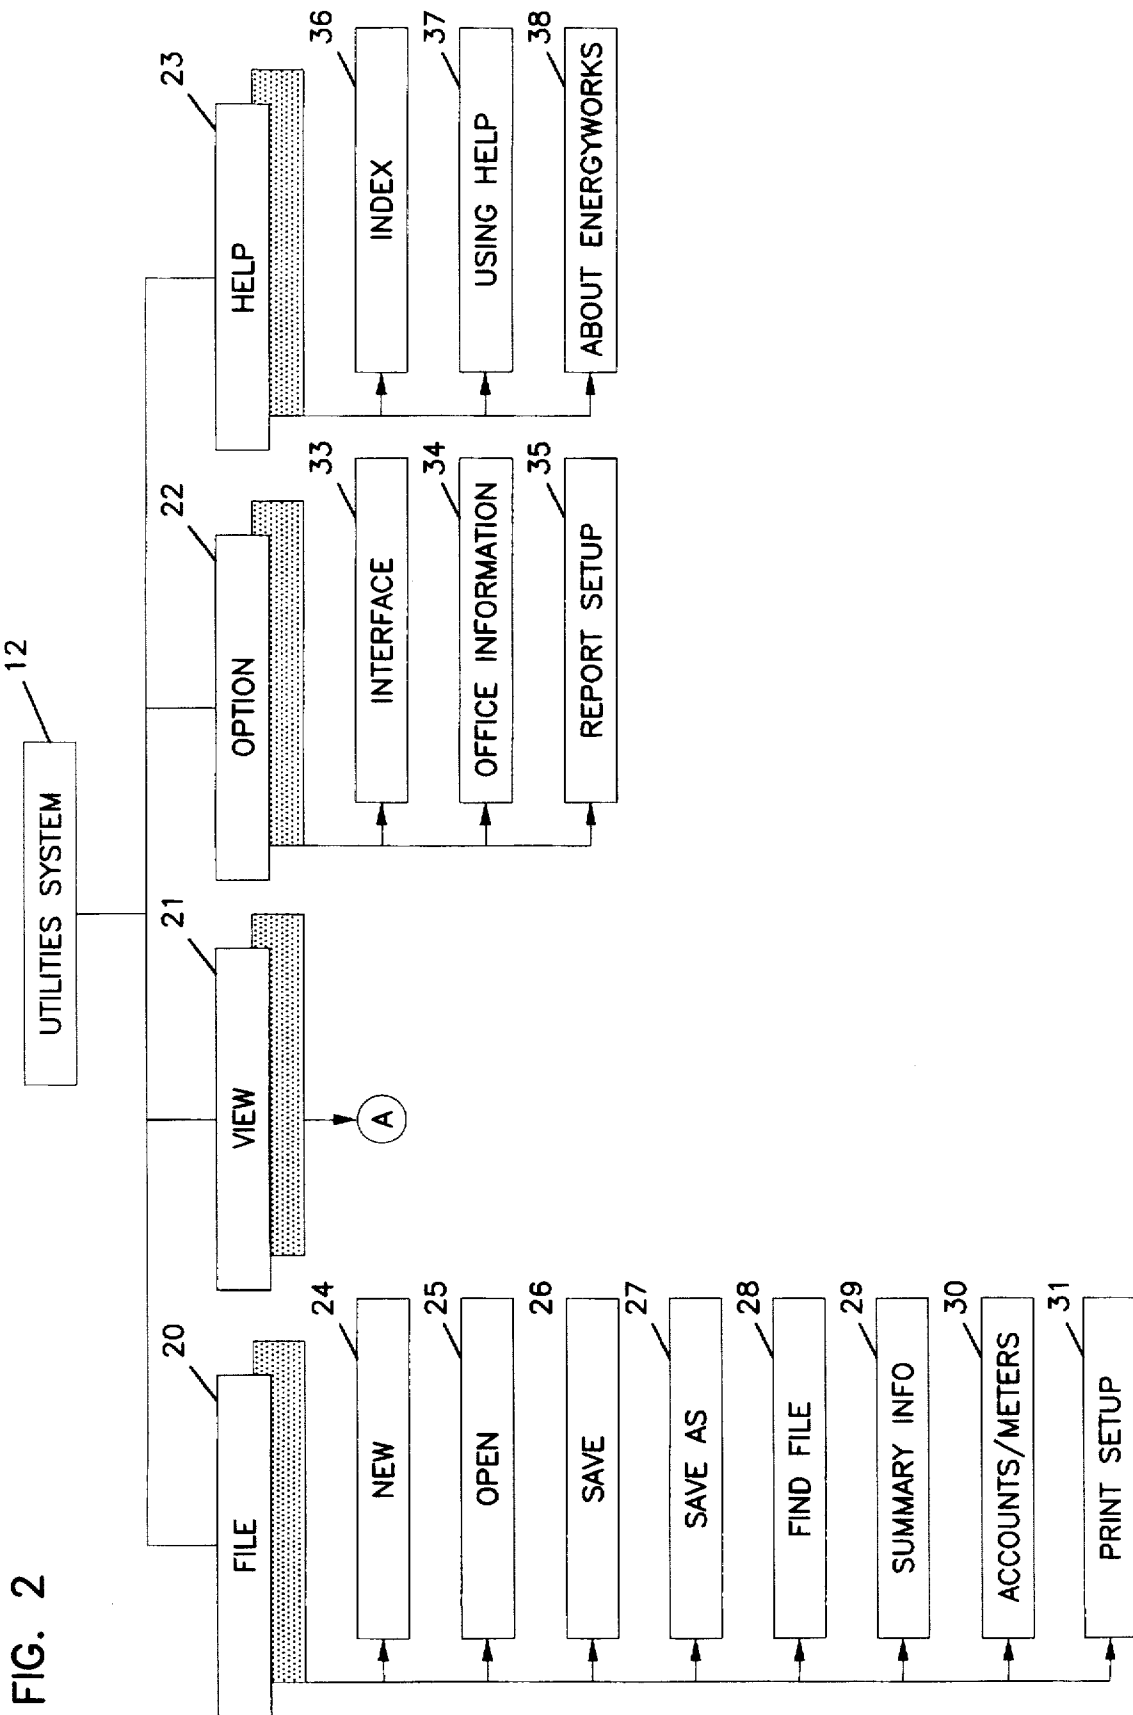 FIG. 2
UTILITIES SYSTEM
12
FILE
20
VIEW
21
OPTION
22
HELP
23
NEW
24
OPEN
25
SAVE
26
SAVE AS
27
FIND FILE
28
SUMMARY INFO
29
ACCOUNTS/METERS
30
PRINT SETUP
31
A
INTERFACE
33
OFFICE INFORMATION
34
REPORT SETUP
35
INDEX
36
USING HELP
37
ABOUT ENERGYWORKS
38